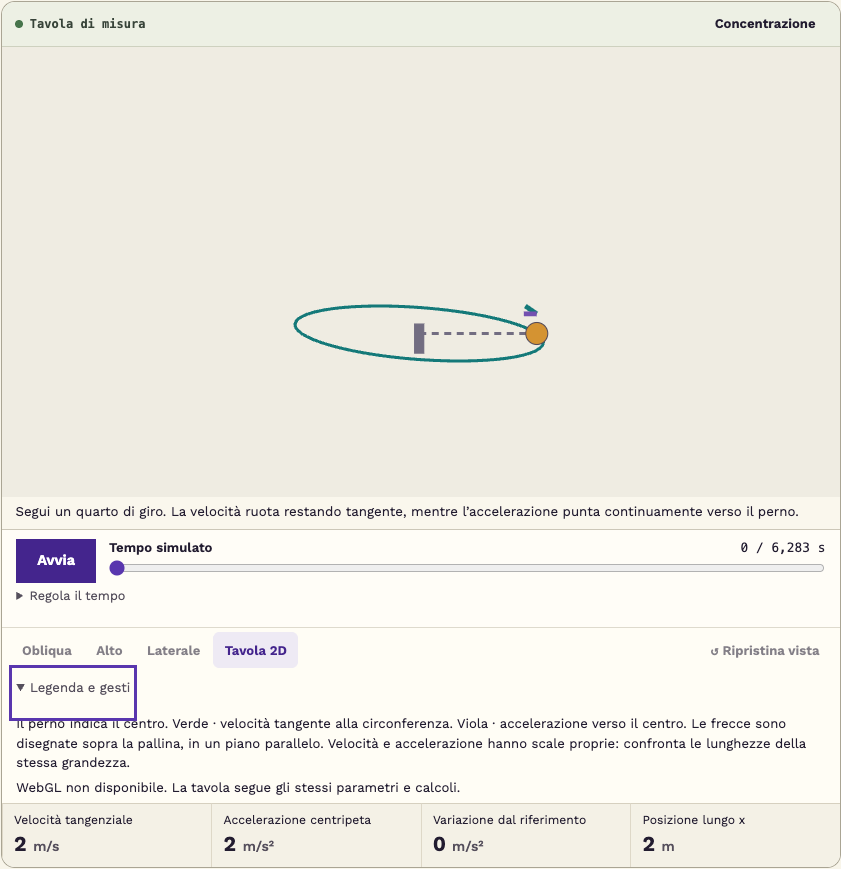 Tavola di misura
Concentrazione
Segui un quarto di giro. La velocità ruota restando tangente, mentre l’accelerazione punta continuamente verso il perno.
Avvia
Tempo simulato
0 / 6,283 s
▶ Regola il tempo
Obliqua
Alto
Laterale
Tavola 2D
↺ Ripristina vista
▼ Legenda e gesti
Il perno indica il centro. Verde · velocità tangente alla circonferenza. Viola · accelerazione verso il centro. Le frecce sono
disegnate sopra la pallina, in un piano parallelo. Velocità e accelerazione hanno scale proprie: confronta le lunghezze della
stessa grandezza.
WebGL non disponibile. La tavola segue gli stessi parametri e calcoli.
Velocità tangenziale
2 m/s
Accelerazione centripeta
2 m/s²
Variazione dal riferimento
0 m/s²
Posizione lungo x
2 m